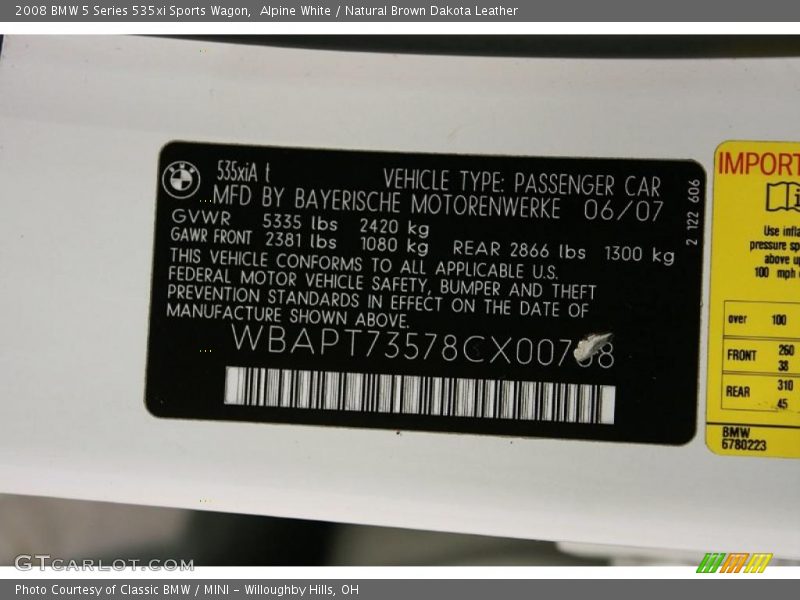 2008 BMW 5 Series 535xi Sports Wagon, Alpine White / Natural Brown Dakota Leather
535xiA t
VEHICLE TYPE: PASSENGER CAR
MFD BY BAYERISCHE MOTORENWERKE 06/07
GVWR 5335 lbs 2420 kg
GAWR FRONT 2381 lbs 1080 kg REAR 2866 lbs 1300 kg
THIS VEHICLE CONFORMS TO ALL APPLICABLE U.S.
FEDERAL MOTOR VEHICLE SAFETY, BUMPER AND THEFT
PREVENTION STANDARDS IN EFFECT ON THE DATE OF
MANUFACTURE SHOWN ABOVE.
2 122 606
IMPORT
Use infla
pressure sp
above up
100 mph
over 100
FRONT 260
38
REAR 310
45
BMW
6780223
GTCARLOT.COM
Photo Courtesy of Classic BMW / MINI - Willoughby Hills, OH